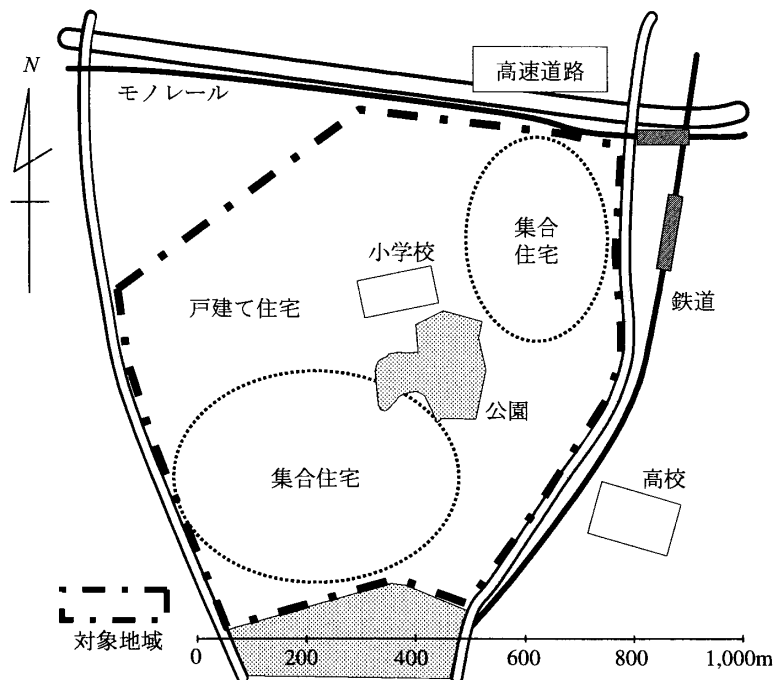 高速道路
N
モノレール
集合
住宅
小学校
戸建て住宅
鉄道
公園
集合住宅
高校
対象地域
0 200 400 600 800 1,000m